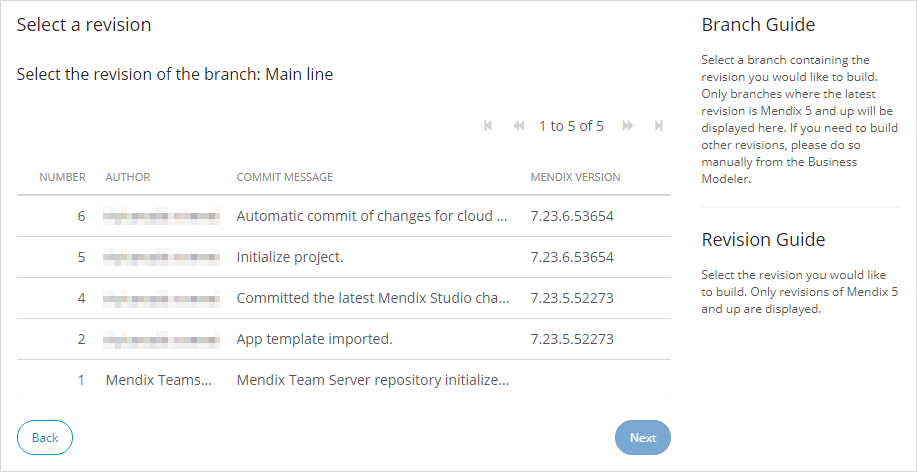 Select a revision
Select the revision of the branch: Main line
1 to 5 of 5
NUMBER AUTHOR COMMIT MESSAGE MENDIX VERSION
6 Automatic commit of changes for cloud ... 7.23.6.53654
5 Initialize project. 7.23.6.53654
4 Committed the latest Mendix Studio cha... 7.23.5.52273
2 App template imported. 7.23.5.52273
1 Mendix Teams... Mendix Team Server repository initialize...
Back Next
Branch Guide
Select a branch containing the
revision you would like to build.
Only branches where the latest
revision is Mendix 5 and up will be
displayed here. If you need to build
other revisions, please do so
manually from the Business
Modeler.
Revision Guide
Select the revision you would like
to build. Only revisions of Mendix 5
and up are displayed.